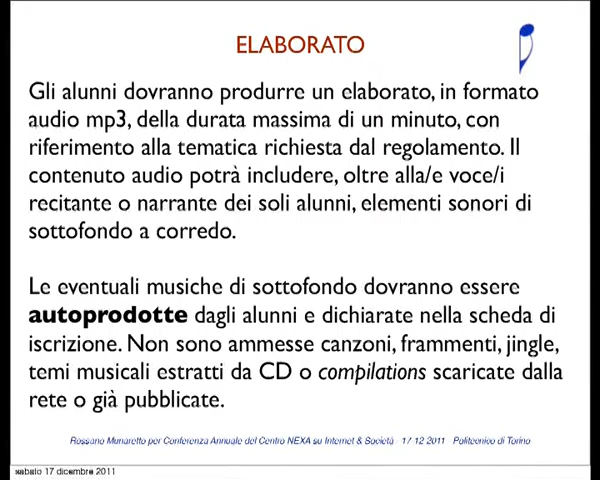 ELABORATO
Gli alunni dovranno produrre un elaborato, in formato
audio mp3, della durata massima di un minuto, con
riferimento alla tematica richiesta dal regolamento. Il
contenuto audio potrà includere, oltre alla/e voce/i
recitante o narrante dei soli alunni, elementi sonori di
sottofondo a corredo.
Le eventuali musiche di sottofondo dovranno essere
autoprodotte dagli alunni e dichiarate nella scheda di
iscrizione. Non sono ammesse canzoni, frammenti, jingle,
temi musicali estratti da CD o compilations scaricate dalla
rete o già pubblicate.
Rossano Munaretto per Conferenza Annuale del Centro NEXA su Internet & Società - 17 12 2011 Politecnico di Torino
sabato 17 dicembre 2011